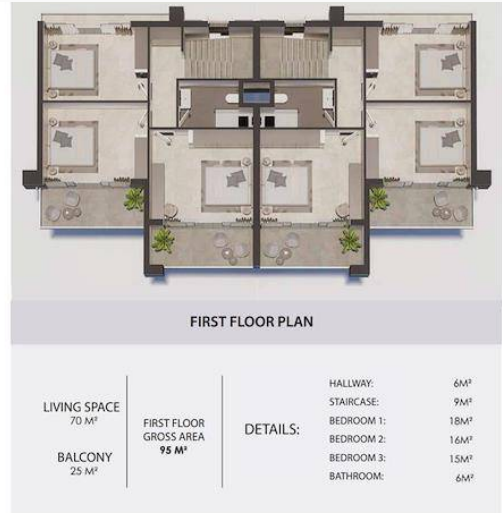 FIRST FLOOR PLAN
LIVING SPACE
70 M²
BALCONY
25 M²
FIRST FLOOR
GROSS AREA
95 M²
DETAILS:
HALLWAY: 6M²
STAIRCASE: 9M²
BEDROOM 1: 18M²
BEDROOM 2: 16M²
BEDROOM 3: 15M²
BATHROOM: 6M²